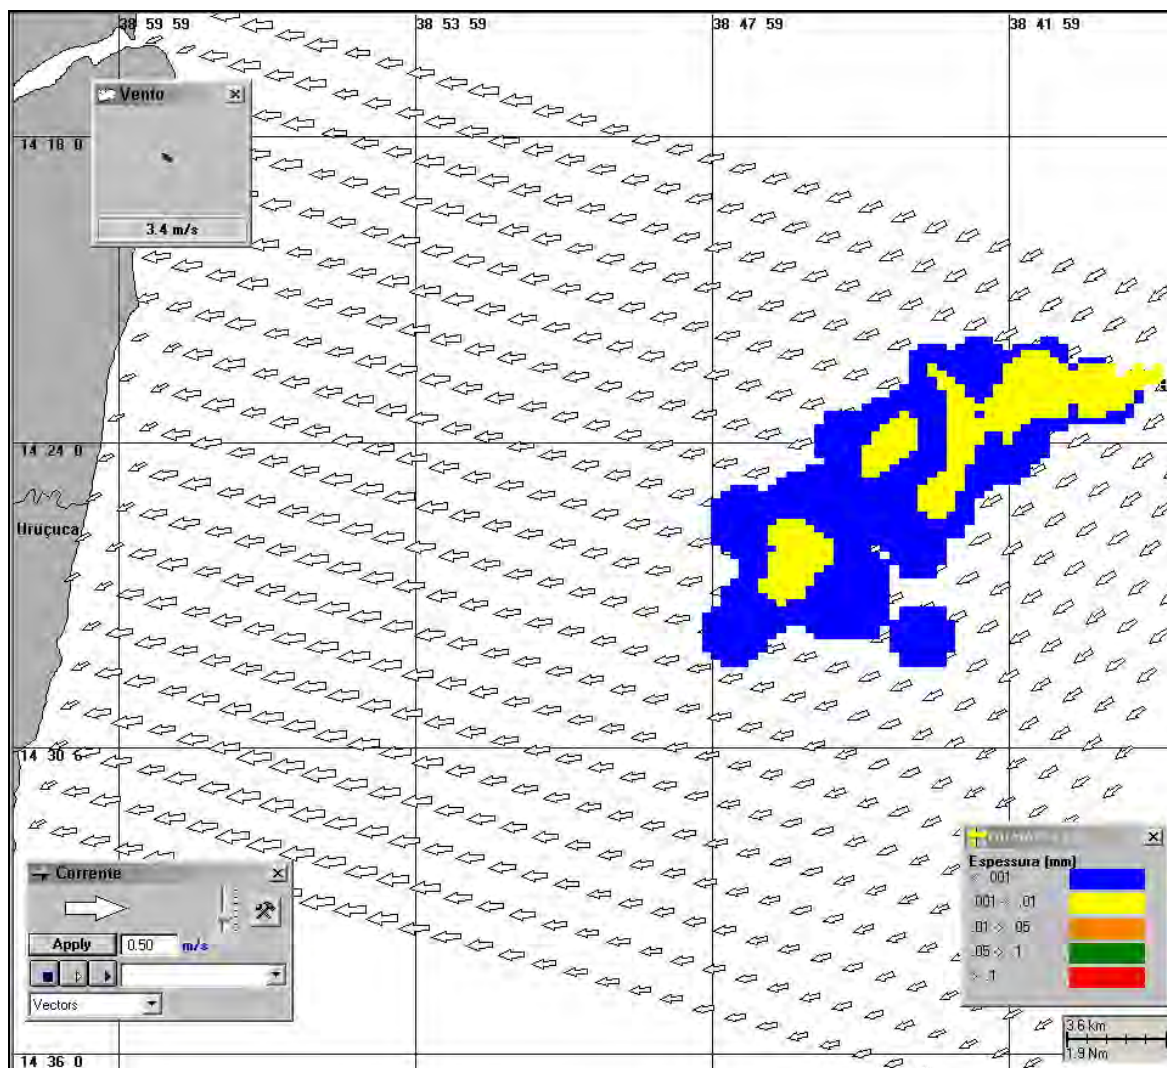 38 59 59
38 53 59
38 47 59
38 41 59
Vento
3.4 m/s
14 18 0
14 24 0
Uruçuca
14 30 6
14 36 0
Corrente
Apply
0.50
m/s
Vectors
Espessura (mm)
< .001
.001 > .01
.01 > .05
.05 > .1
> .1
3.6 km
1.9 Nm